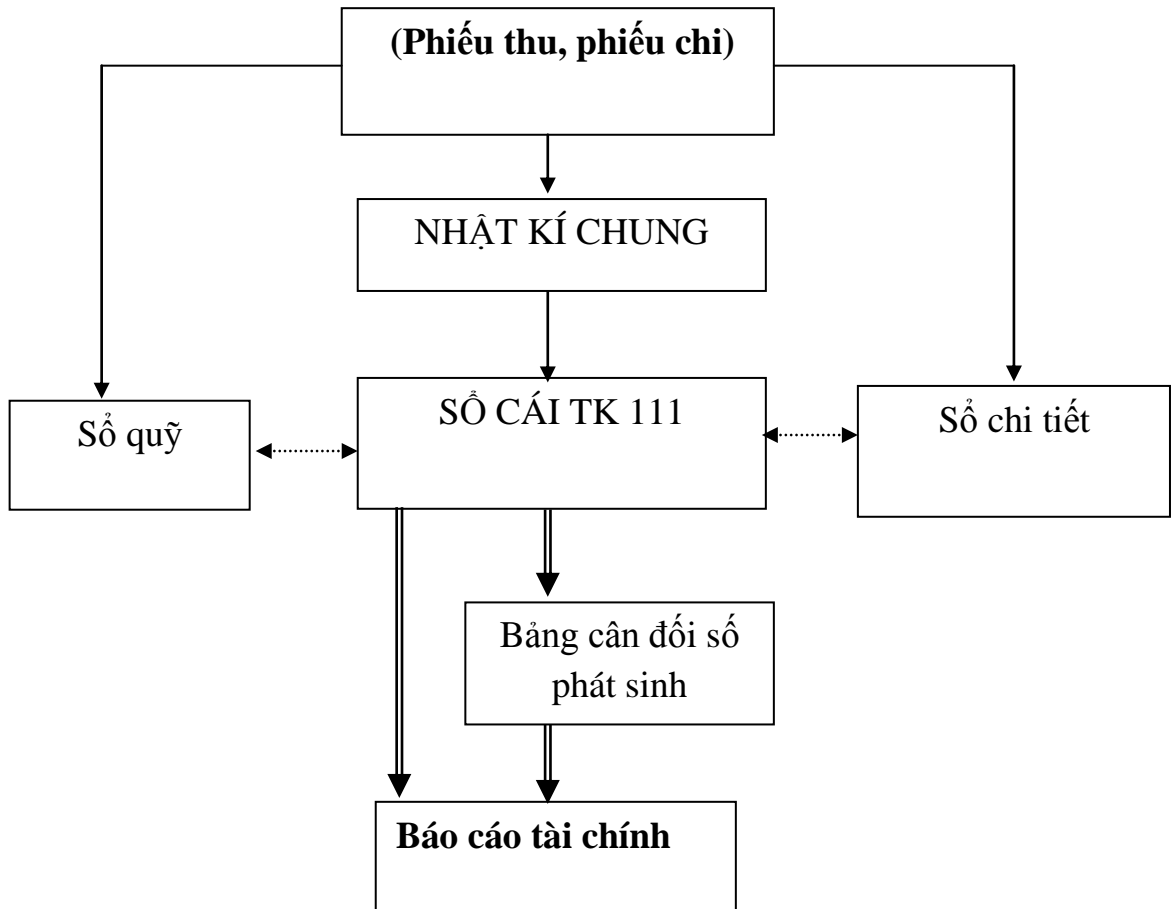 (Phiếu thu, phiếu chi)
NHẬT KÍ CHUNG
Sổ quỹ
SỔ CÁI TK 111
Sổ chi tiết
Bảng cân đối số
phát sinh
Báo cáo tài chính